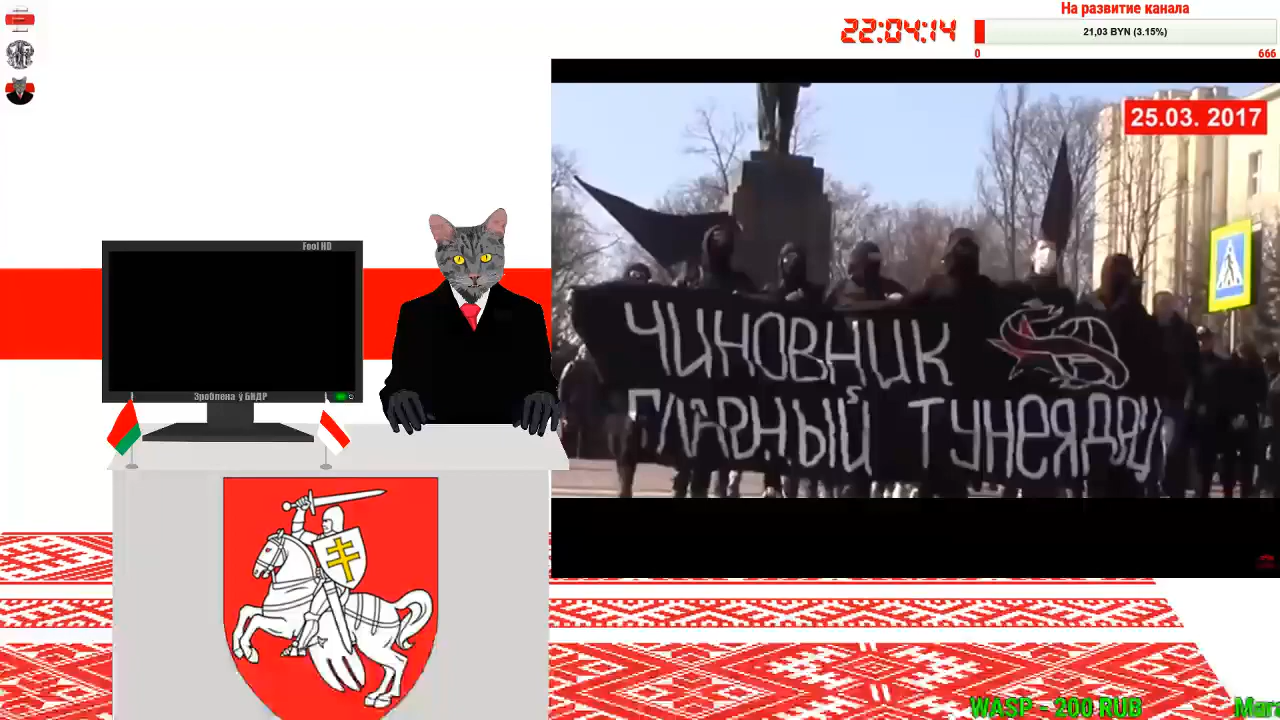 На развитие канала
22:04:14
21,03 BYN (3.15%)
0
666
25.03. 2017
Fool HD
ЧИНОВНИК
ГЛАВНЫЙ ТУНЕЯДЕЦ
Зроблена ў БНДР
WASP - 200 RUB
Mara